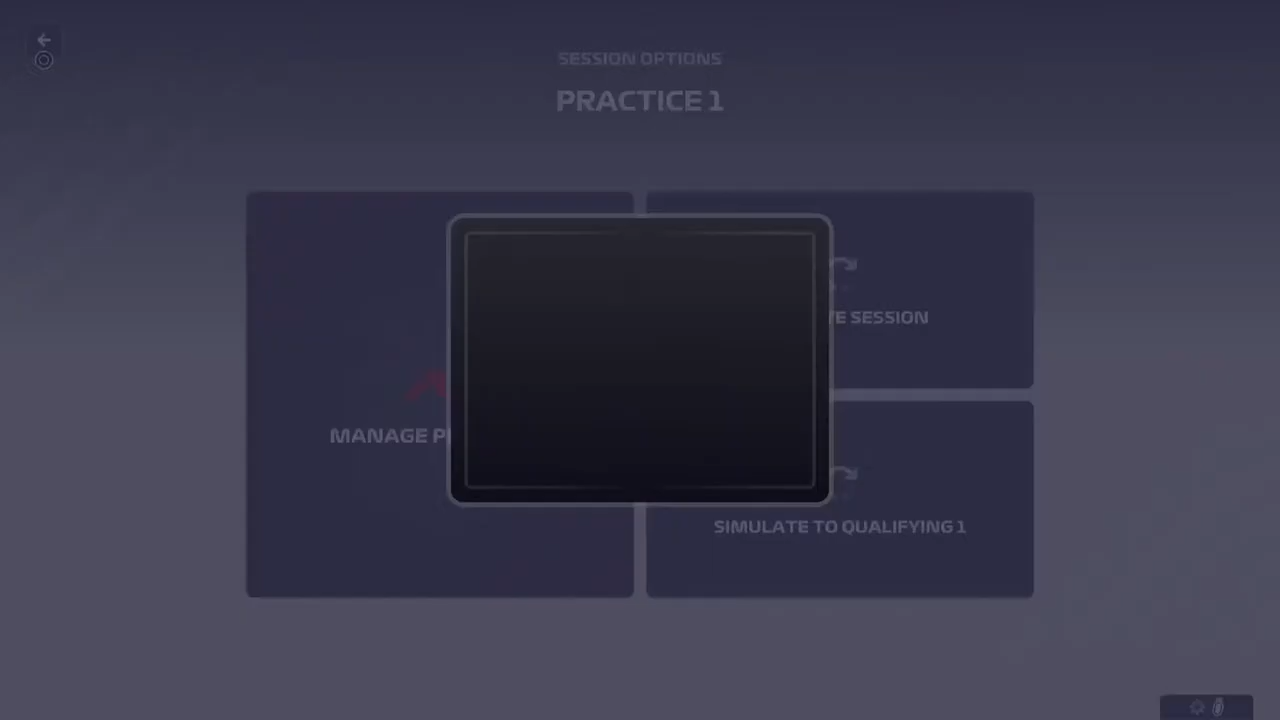 SESSION OPTIONS
PRACTICE 1
SESSION
MANAGE
SIMULATE TO QUALIFYING 1